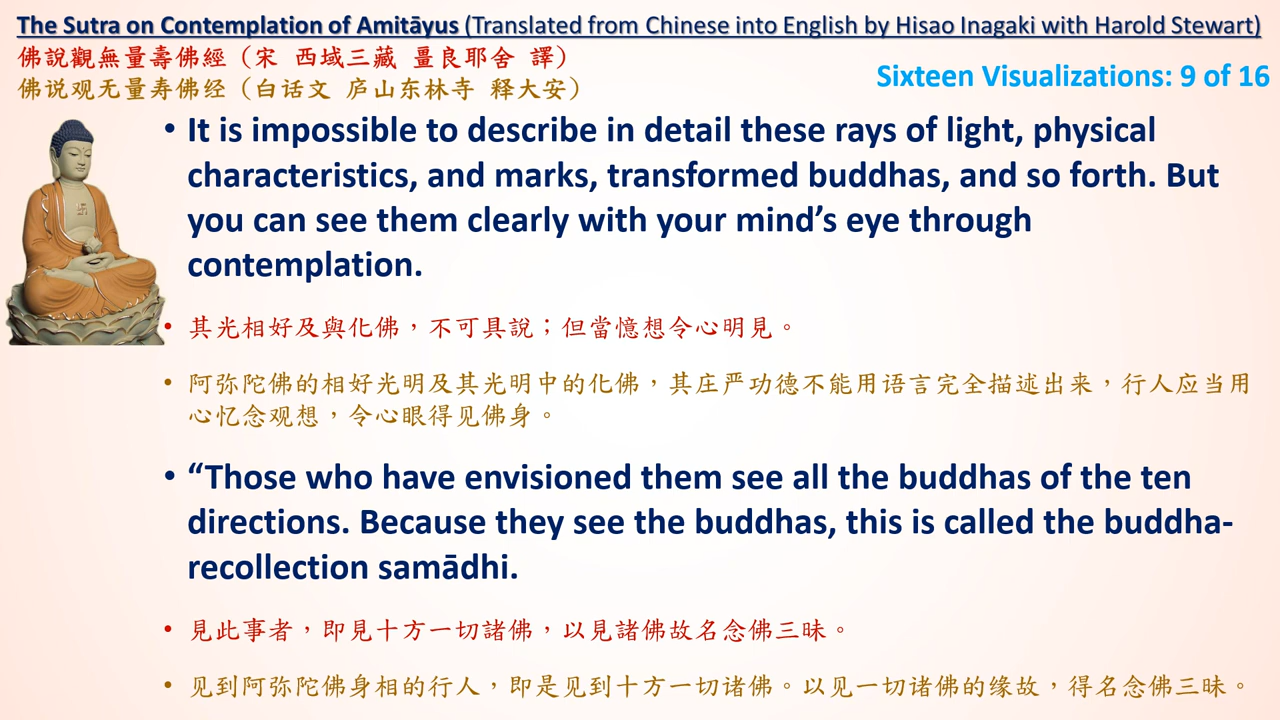 The Sutra on Contemplation of Amitāyus (Translated from Chinese into English by Hisao Inagaki with Harold Stewart)
佛說觀無量壽佛經（宋 西域三藏 畺良耶舍 譯）
佛说观无量寿佛经（白话文 庐山东林寺 释大安）
Sixteen Visualizations: 9 of 16
• It is impossible to describe in detail these rays of light, physical
characteristics, and marks, transformed buddhas, and so forth. But
you can see them clearly with your mind’s eye through
contemplation.
• 其光相好及與化佛，不可具說；但當憶想令心明見。
• 阿弥陀佛的相好光明及其光明中的化佛，其庄严功德不能用语言完全描述出来，行人应当用
心忆念观想，令心眼得见佛身。
• “Those who have envisioned them see all the buddhas of the ten
directions. Because they see the buddhas, this is called the buddha-
recollection samādhi.
• 見此事者，即見十方一切諸佛，以見諸佛故名念佛三昧。
• 见到阿弥陀佛身相的行人，即是见到十方一切诸佛。以见一切诸佛的缘故，得名念佛三昧。